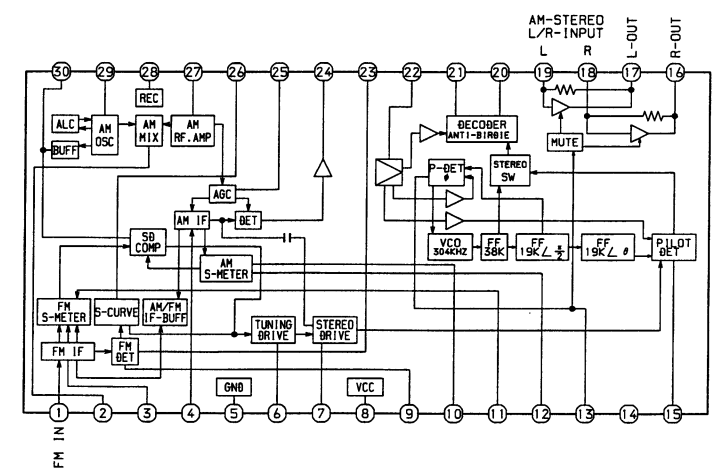 AM-STEREO
L/R-INPUT
L R L-OUT R-OUT
30 29 28 27 26 25 24 23 22 21 20 19 18 17 16
REC
ALC
AM OSC
AM MIX
AM RF.AMP
BUFF
DECODER
ANTI-BIRDIE
MUTE
P-DET
φ
STEREO SW
AGC
AM IF
DET
SD COMP
AM S-METER
VCO
304KHZ
FF
38K
FF
19K∠π/2
FF
19K∠θ
PILOT DET
FM S-METER
S-CURVE
AM/FM
IF-BUFF
TUNING DRIVE
STEREO DRIVE
FM IF
FM DET
GND
VCC
1 2 3 4 5 6 7 8 9 10 11 12 13 14 15
FM IN